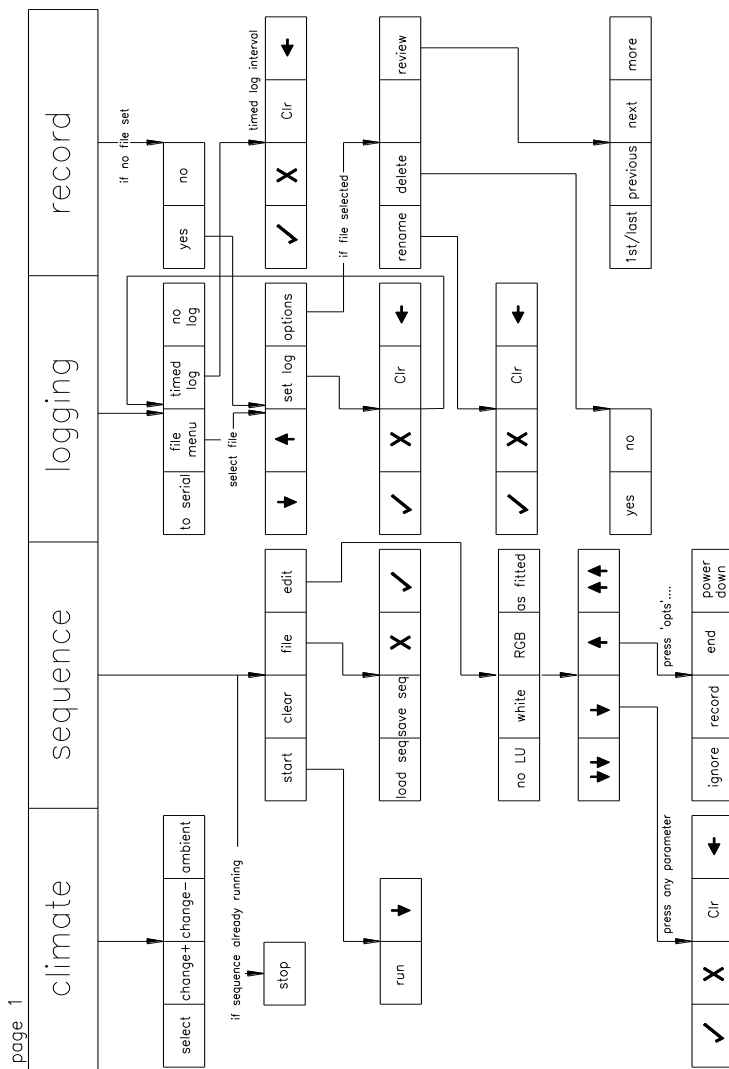 page 1
climate sequence logging record
select change+ change− ambient
to serial file menu timed log no log
yes no
if no file set
if sequence already running
stop
start clear file edit
select file
set log options
timed log interval
Clr
run
load seq save seq
Clr
if file selected
rename delete review
no LU white RGB as fitted
Clr
press any parameter
press 'opts'....
yes no
1st/last previous next more
Clr
ignore record end power down